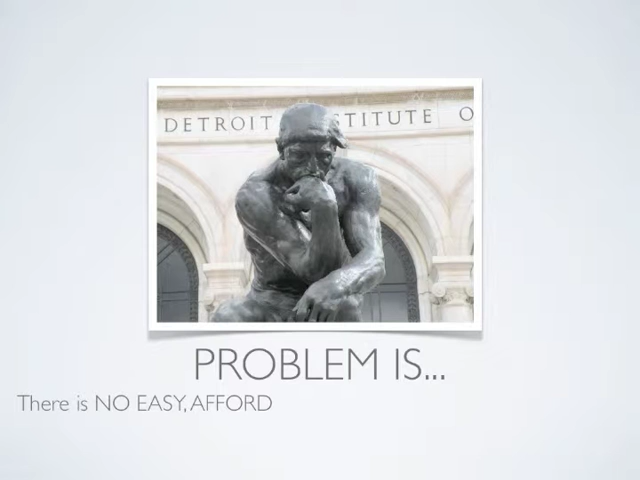 DETROIT STITUTE O
PROBLEM IS...
There is NO EASY, AFFORD